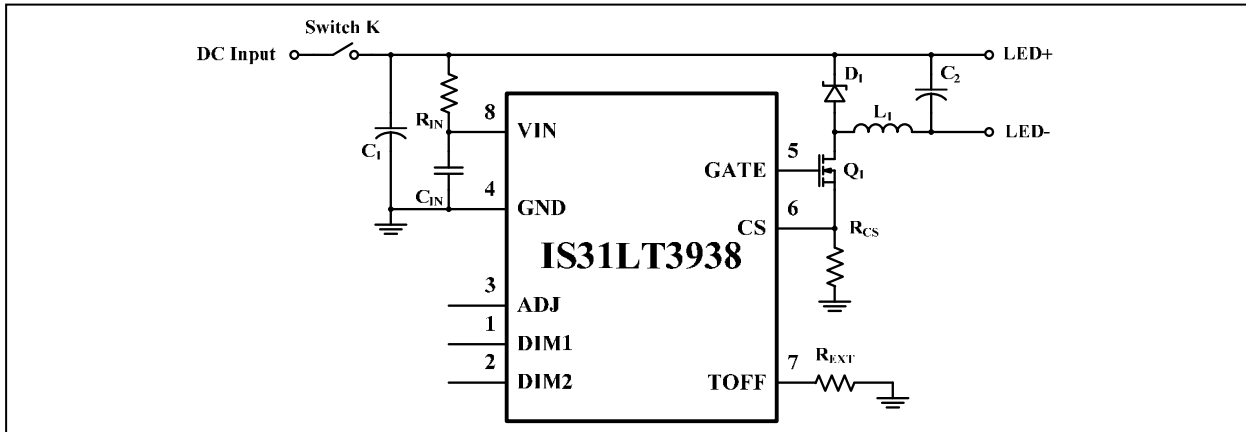 Switch K
DC Input
LED+
D1
C2
RIN
8
VIN
L1
LED-
C1
5
GATE
Q1
CIN
4
GND
6
CS
RCS
IS31LT3938
3
ADJ
1
DIM1
2
DIM2
7
TOFF
REXT